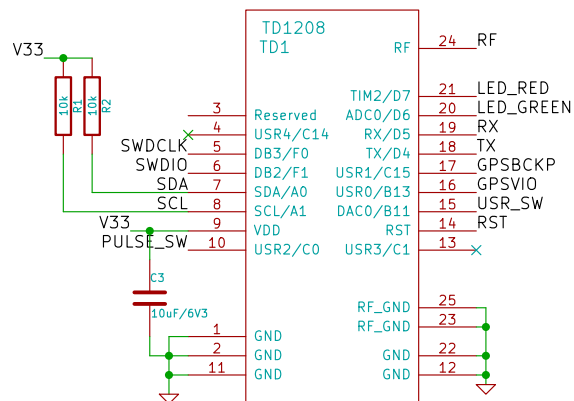 TD1208
TD1
V33
10k
R1
10k
R2
RF 24 RF
TIM2/D7 21 LED_RED
ADC0/D6 20 LED_GREEN
RX/D5 19 RX
TX/D4 18 TX
USR1/C15 17 GPSBCKP
USR0/B13 16 GPSVIO
DAC0/B11 15 USR_SW
RST 14 RST
USR3/C1 13
3 Reserved
4 USR4/C14
SWDCLK 5 DB3/F0
SWDIO 6 DB2/F1
SDA 7 SDA/A0
SCL 8 SCL/A1
V33 9 VDD
PULSE_SW 10 USR2/C0
C3
10uF/6V3
1 GND
2 GND
11 GND
RF_GND 25
RF_GND 23
GND 22
GND 12